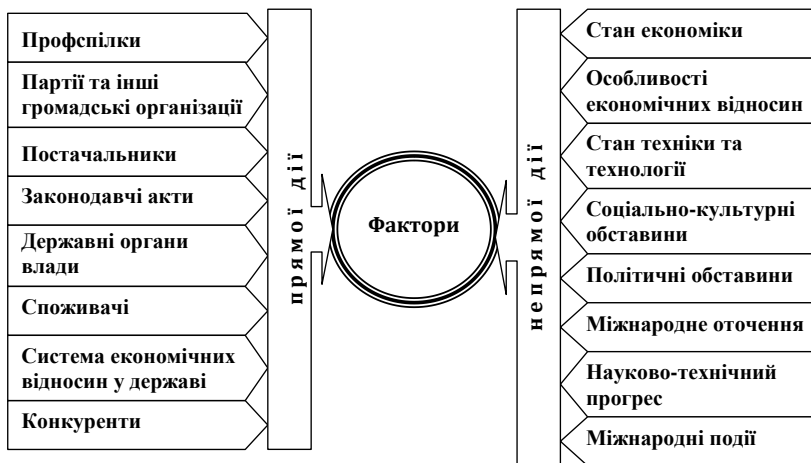 Профспілки
Партії та інші
громадські організації
Постачальники
Законодавчі акти
Державні органи
влади
Споживачі
Система економічних
відносин у державі
Конкуренти
прямої дії
Фактори
непрямої дії
Стан економіки
Особливості
економічних відносин
Стан техніки та
технології
Соціально-культурні
обставини
Політичні обставини
Міжнародне оточення
Науково-технічний
прогрес
Міжнародні події